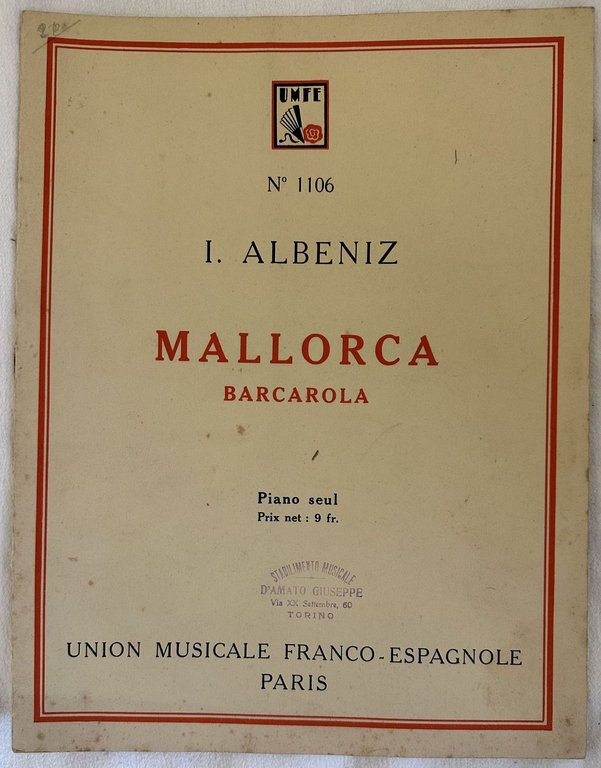 UMFE
Nº 1106
I. ALBENIZ
MALLORCA
BARCAROLA
Piano seul
Prix net : 9 fr.
STABILIMENTO MUSICALE
D'AMATO GIUSEPPE
Via XX Settembre, 60
TORINO
UNION MUSICALE FRANCO-ESPAGNOLE
PARIS